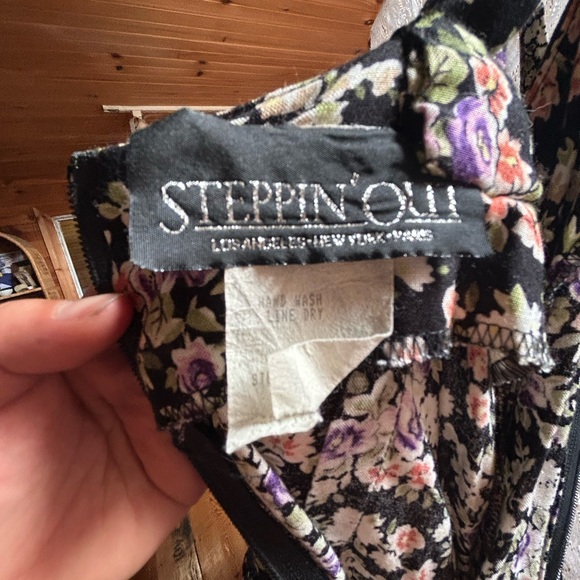 STEPPIN' OUT
LOS ANGELES•NEW YORK•PARIS
HAND WASH
LINE DRY